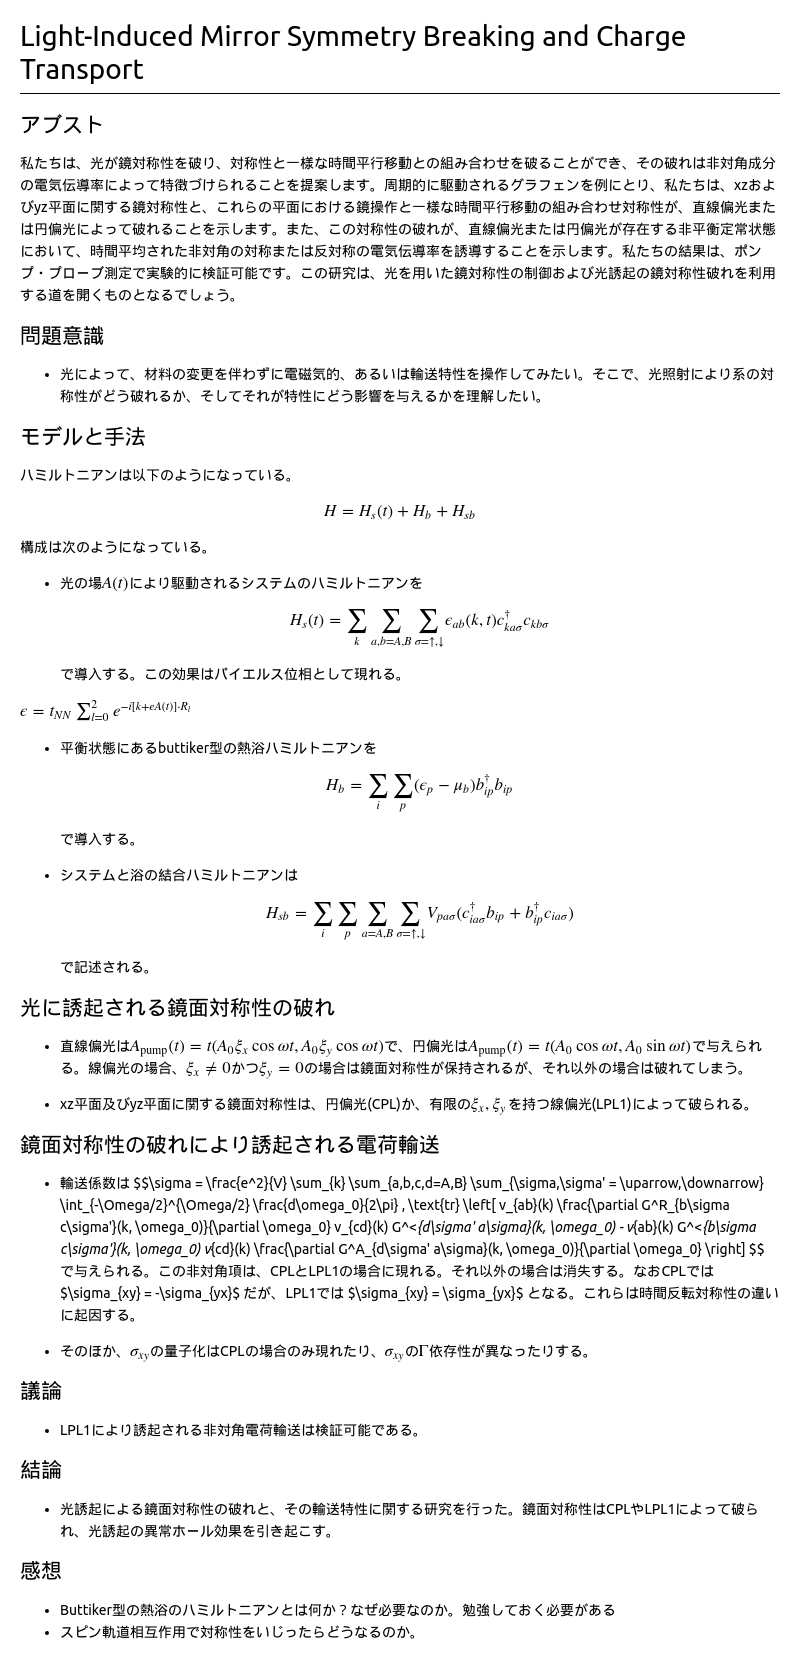 Light-Induced Mirror Symmetry Breaking and Charge
Transport
アブスト
私たちは、光が鏡対称性を破り、対称性と一様な時間平行移動との組み合わせを破ることができ、その破れは非対角成分
の電気伝導率によって特徴づけられることを提案します。周期的に駆動されるグラフェンを例にとり、私たちは、xzおよ
びyz平面に関する鏡対称性と、これらの平面における鏡操作と一様な時間平行移動の組み合わせ対称性が、直線偏光また
は円偏光によって破れることを示します。また、この対称性の破れが、直線偏光または円偏光が存在する非平衡定常状態
において、時間平均された非対角の対称または反対称の電気伝導率を誘導することを示します。私たちの結果は、ポン
プ・プローブ測定で実験的に検証可能です。この研究は、光を用いた鏡対称性の制御および光誘起の鏡対称性破れを利用
する道を開くものとなるでしょう。
問題意識
• 光によって、材料の変更を伴わずに電磁気的、あるいは輸送特性を操作してみたい。そこで、光照射により系の対
称性がどう破れるか、そしてそれが特性にどう影響を与えるかを理解したい。
モデルと手法
ハミルトニアンは以下のようになっている。
H = H_s(t) + H_b + H_{sb}
構成は次のようになっている。
• 光の場A(t)により駆動されるシステムのハミルトニアンを
H_s(t) = \sum_k \sum_{a,b=A,B} \sum_{σ=↑,↓} ϵ_{ab}(k, t)c^†_{kaσ}c_{kbσ}
で導入する。この効果はパイエルス位相として現れる。
ϵ = t_{NN} \sum^2_{l=0} e^{−i[k+eA(t)]⋅R_l}
• 平衡状態にあるbuttiker型の熱浴ハミルトニアンを
H_b = \sum_i \sum_p (ϵ_p − μ_b)b^†_{ip}b_{ip}
で導入する。
• システムと浴の結合ハミルトニアンは
H_{sb} = \sum_i \sum_p \sum_{a=A,B} \sum_{σ=↑,↓} V_{paσ}(c^†_{iaσ}b_{ip} + b^†_{ip}c_{iaσ})
で記述される。
光に誘起される鏡面対称性の破れ
• 直線偏光はA_{pump}(t) = t(A_0ξ_x cos ωt, A_0ξ_y cos ωt)で、円偏光はA_{pump}(t) = t(A_0 cos ωt, A_0 sin ωt)で与えられ
る。線偏光の場合、ξ_x ≠ 0かつξ_y = 0の場合は鏡面対称性が保持されるが、それ以外の場合は破れてしまう。
• xz平面及びyz平面に関する鏡面対称性は、円偏光(CPL)か、有限のξ_x, ξ_yを持つ線偏光(LPL1)によって破られる。
鏡面対称性の破れにより誘起される電荷輸送
• 輸送係数は $$\sigma = \frac{e^2}{V} \sum_{k} \sum_{a,b,c,d=A,B} \sum_{\sigma,\sigma' = \uparrow,\downarrow}
\int_{-\Omega/2}^{\Omega/2} \frac{d\omega_0}{2\pi} , \text{tr} \left[ v_{ab}(k) \frac{\partial G^R_{b\sigma
c\sigma'}(k, \omega_0)}{\partial \omega_0} v_{cd}(k) G^<{d\sigma' a\sigma}(k, \omega_0) - v{ab}(k) G^<{b\sigma
c\sigma'}(k, \omega_0) v{cd}(k) \frac{\partial G^A_{d\sigma' a\sigma}(k, \omega_0)}{\partial \omega_0} \right] $$
で与えられる。この非対角項は、CPLとLPL1の場合に現れる。それ以外の場合は消失する。なおCPLでは
$\sigma_{xy} = -\sigma_{yx}$ だが、LPL1では $\sigma_{xy} = \sigma_{yx}$ となる。これらは時間反転対称性の違い
に起因する。
• そのほか、σ_{xy}の量子化はCPLの場合のみ現れたり、σ_{xy}のΓ依存性が異なったりする。
議論
• LPL1により誘起される非対角電荷輸送は検証可能である。
結論
• 光誘起による鏡面対称性の破れと、その輸送特性に関する研究を行った。鏡面対称性はCPLやLPL1によって破ら
れ、光誘起の異常ホール効果を引き起こす。
感想
• Buttiker型の熱浴のハミルトニアンとは何か？なぜ必要なのか。勉強しておく必要がある
• スピン軌道相互作用で対称性をいじったらどうなるのか。